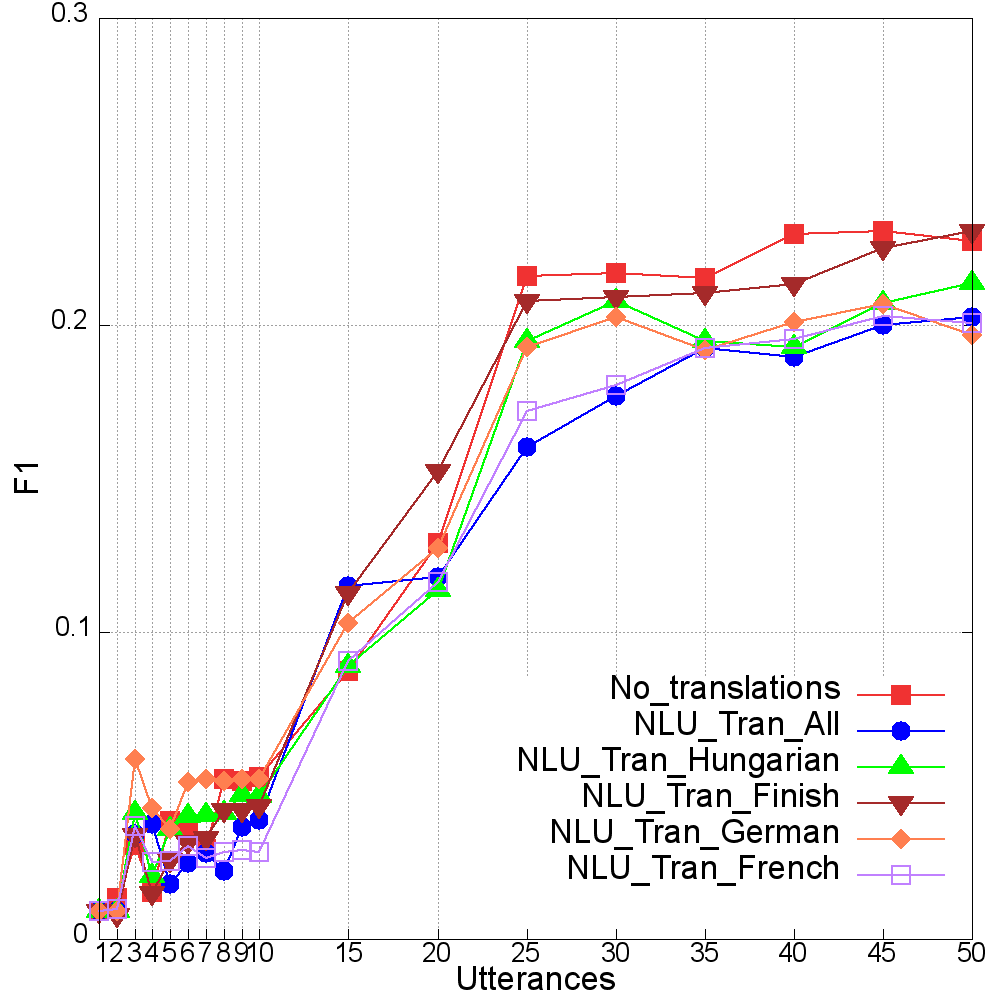 0.3
0.2
0.1
0
F1
1 2 3 4 5 6 7 8 9 10 15 20 25 30 35 40 45 50
Utterances
No_translations
NLU_Tran_All
NLU_Tran_Hungarian
NLU_Tran_Finish
NLU_Tran_German
NLU_Tran_French